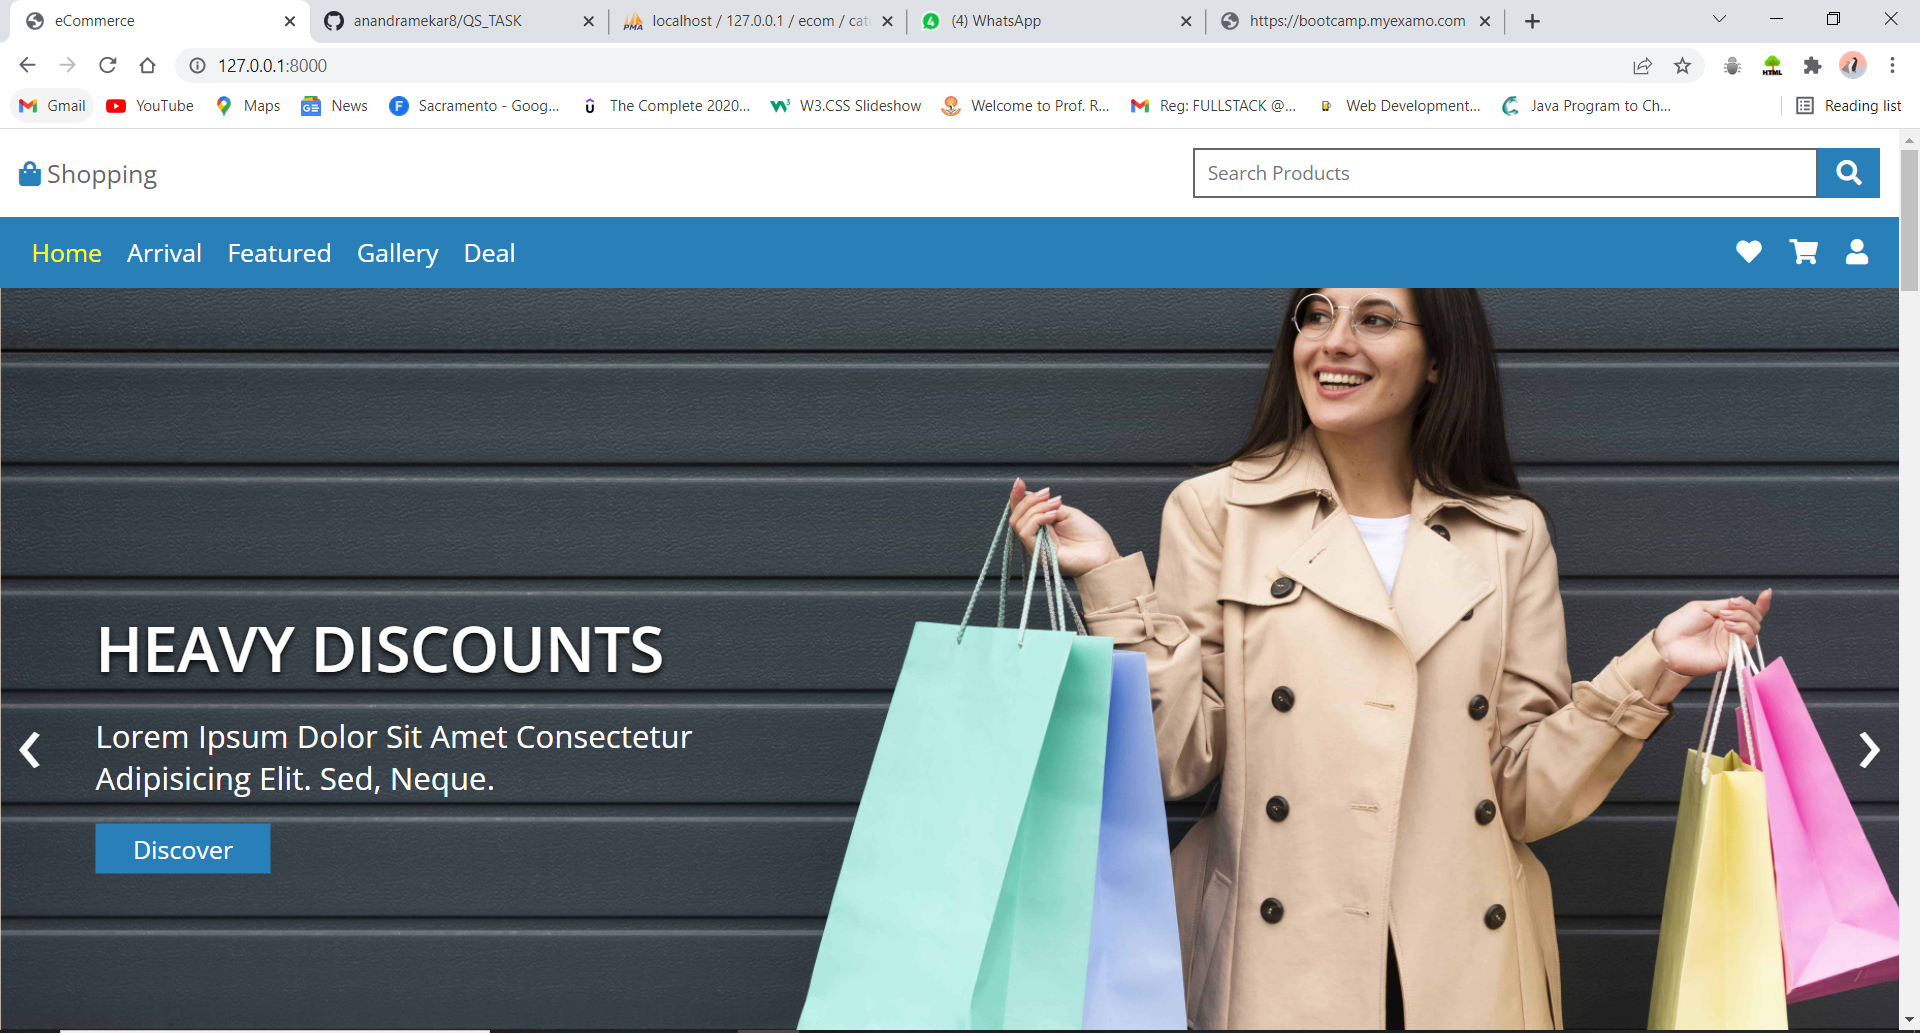 eCommerce
anandramekar8/QS_TASK
localhost / 127.0.0.1 / ecom / cat
(4) WhatsApp
https://bootcamp.myexamo.com
127.0.0.1:8000
Gmail
YouTube
Maps
News
Sacramento - Goog...
The Complete 2020...
W3.CSS Slideshow
Welcome to Prof. R...
Reg: FULLSTACK @...
Web Development...
Java Program to Ch...
Reading list
Shopping
Search Products
Home Arrival Featured Gallery Deal
HEAVY DISCOUNTS
Lorem Ipsum Dolor Sit Amet Consectetur
Adipisicing Elit. Sed, Neque.
Discover